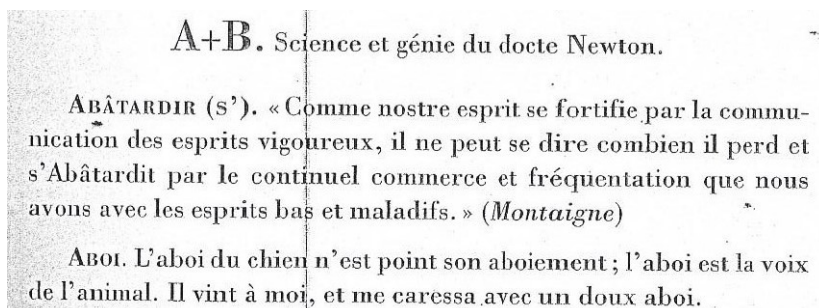 A+B. Science et génie du docte Newton.
ABÂTARDIR (s’). « Comme nostre esprit se fortifie par la commu-
nication des esprits vigoureux, il ne peut se dire combien il perd et
s’Abâtardit par le continuel commerce et fréquentation que nous
avons avec les esprits bas et maladifs. » (Montaigne)
ABOI. L’aboi du chien n’est point son aboiement ; l’aboi est la voix
de l’animal. Il vint à moi, et me caressa avec un doux aboi.